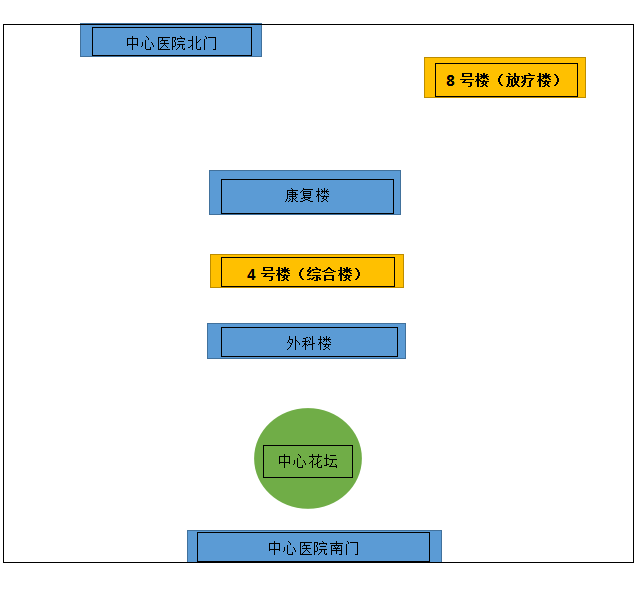 中心医院北门
8 号楼（放疗楼）
康复楼
4 号楼（综合楼）
外科楼
中心花坛
中心医院南门